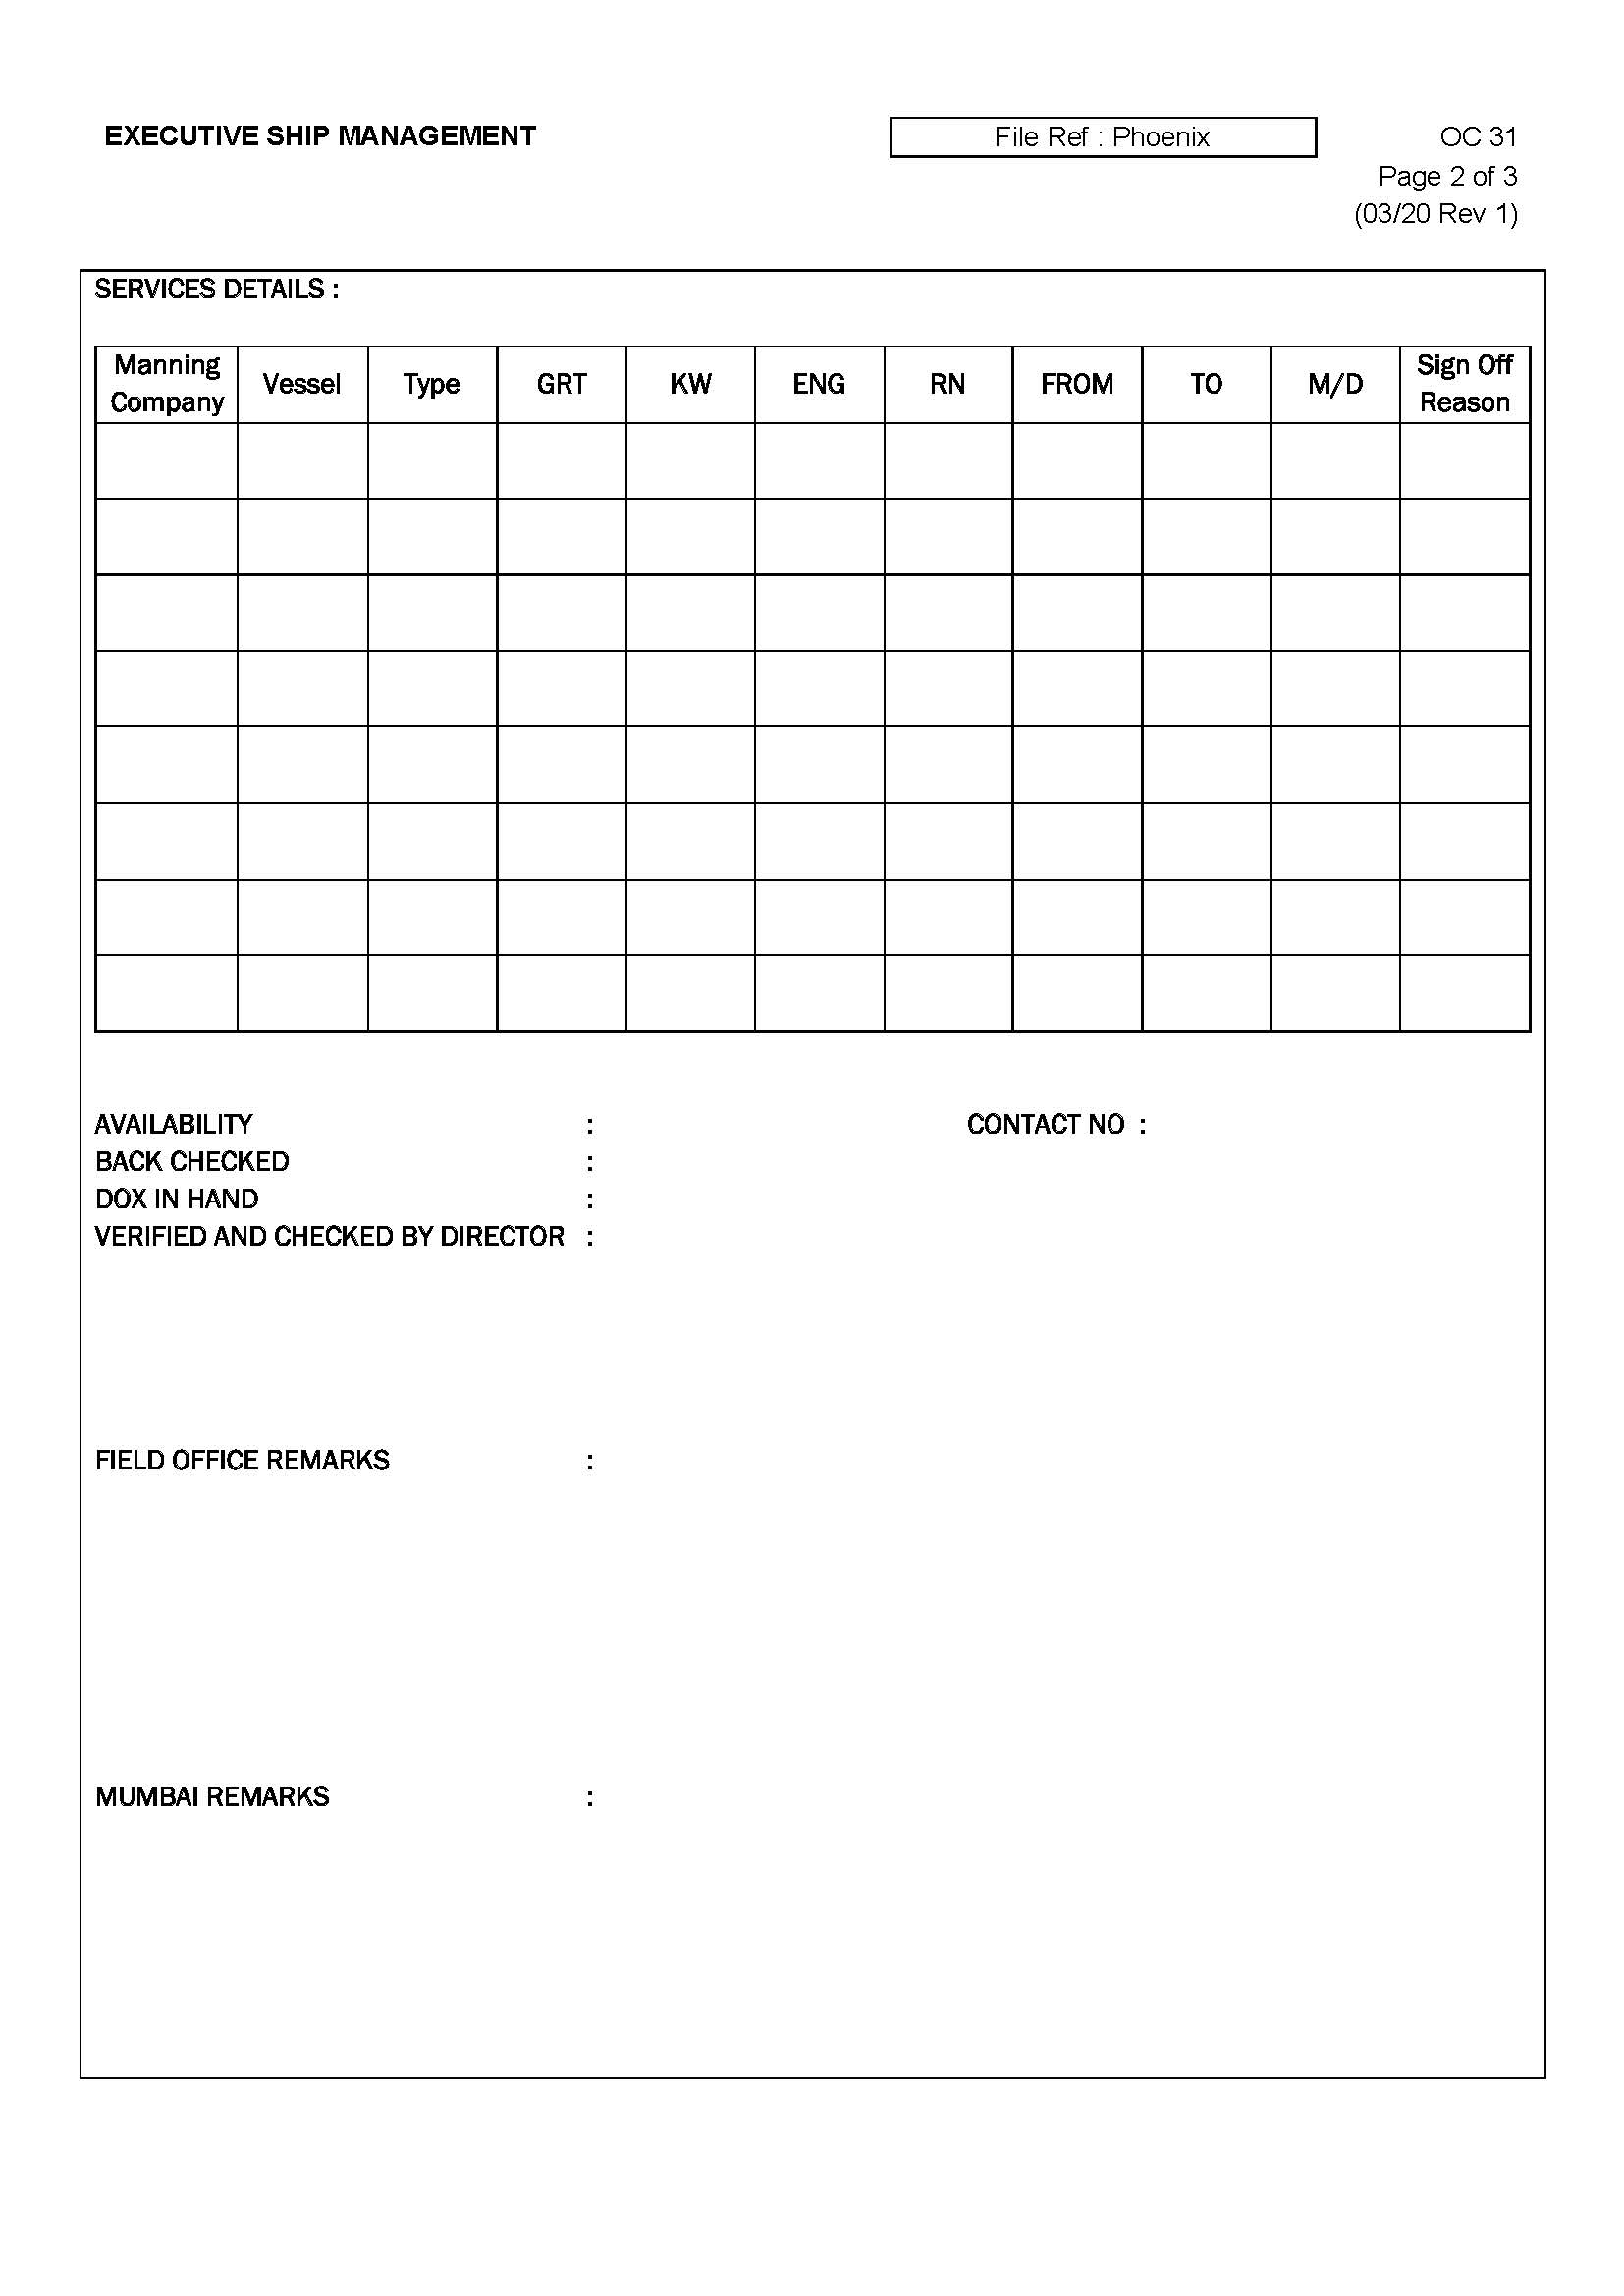 EXECUTIVE SHIP MANAGEMENT File Ref : Phoenix OC 31
Page 2 of 3
(03/20 Rev 1)
SERVICES DETAILS :
Manning Company Vessel Type GRT KW ENG RN FROM TO M/D Sign Off Reason
AVAILABILITY : CONTACT NO :
BACK CHECKED :
DOX IN HAND :
VERIFIED AND CHECKED BY DIRECTOR :
FIELD OFFICE REMARKS :
MUMBAI REMARKS :